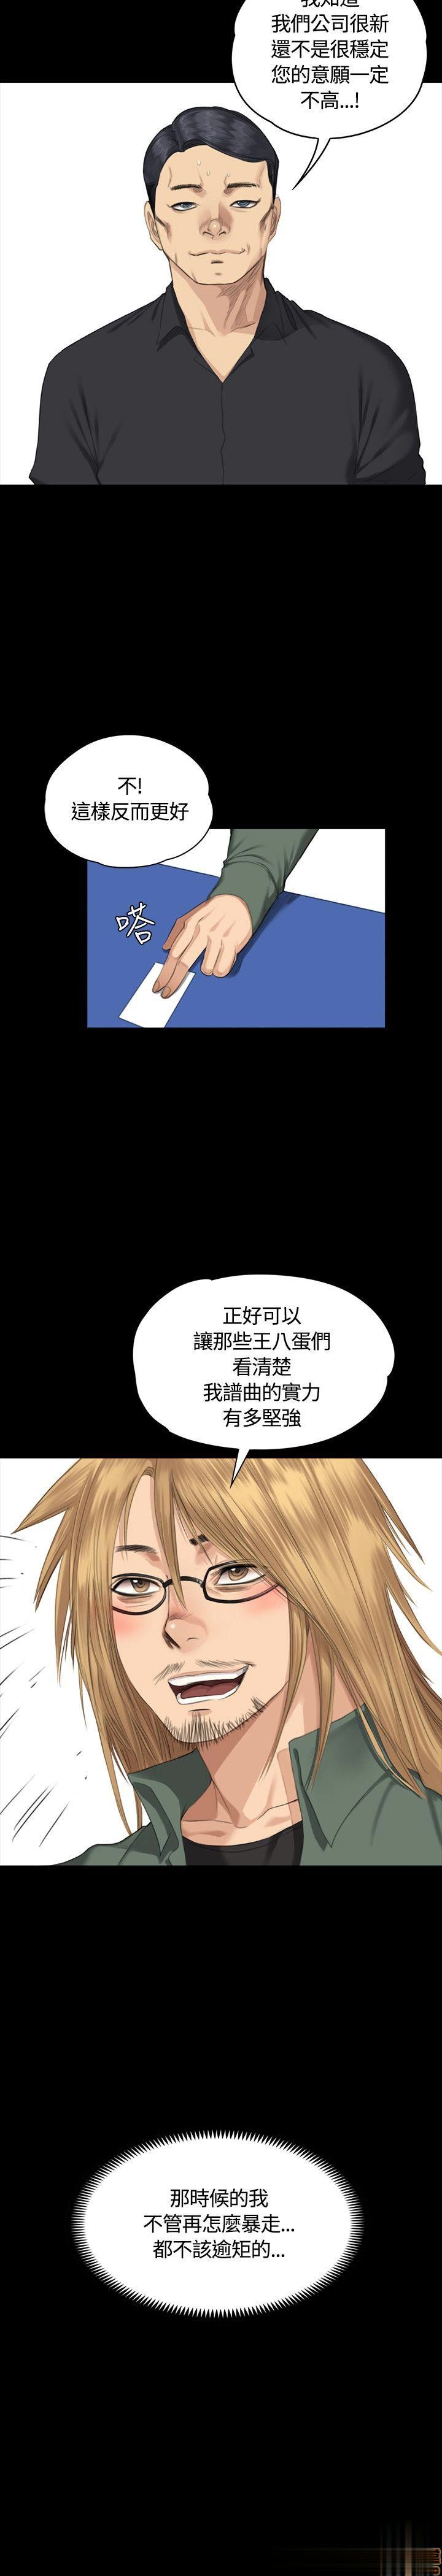 我知道
我們公司很新
還不是很穩定
您的意願一定
不高...!
不!
這樣反而更好
嗒
正好可以
讓那些王八蛋們
看清楚
我譜曲的實力
有多堅強
那時候的我
不管再怎麼暴走...
都不該逾矩的...